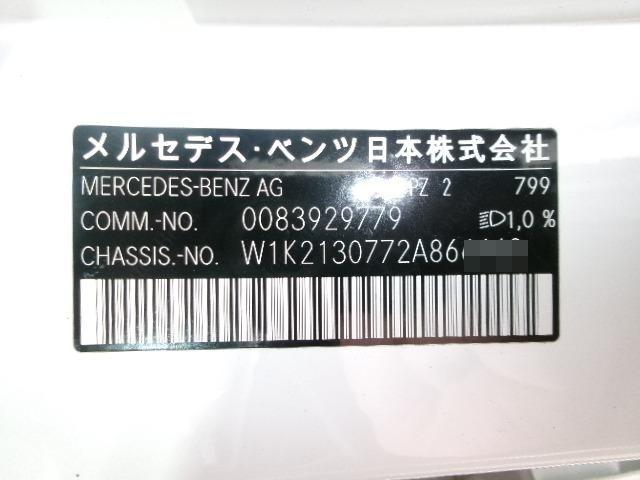 メルセデス・ベンツ日本株式会社
MERCEDES-BENZ AG PZ 2 799
COMM.-NO. 0083929779 1,0 %
CHASSIS.-NO. W1K2130772A86